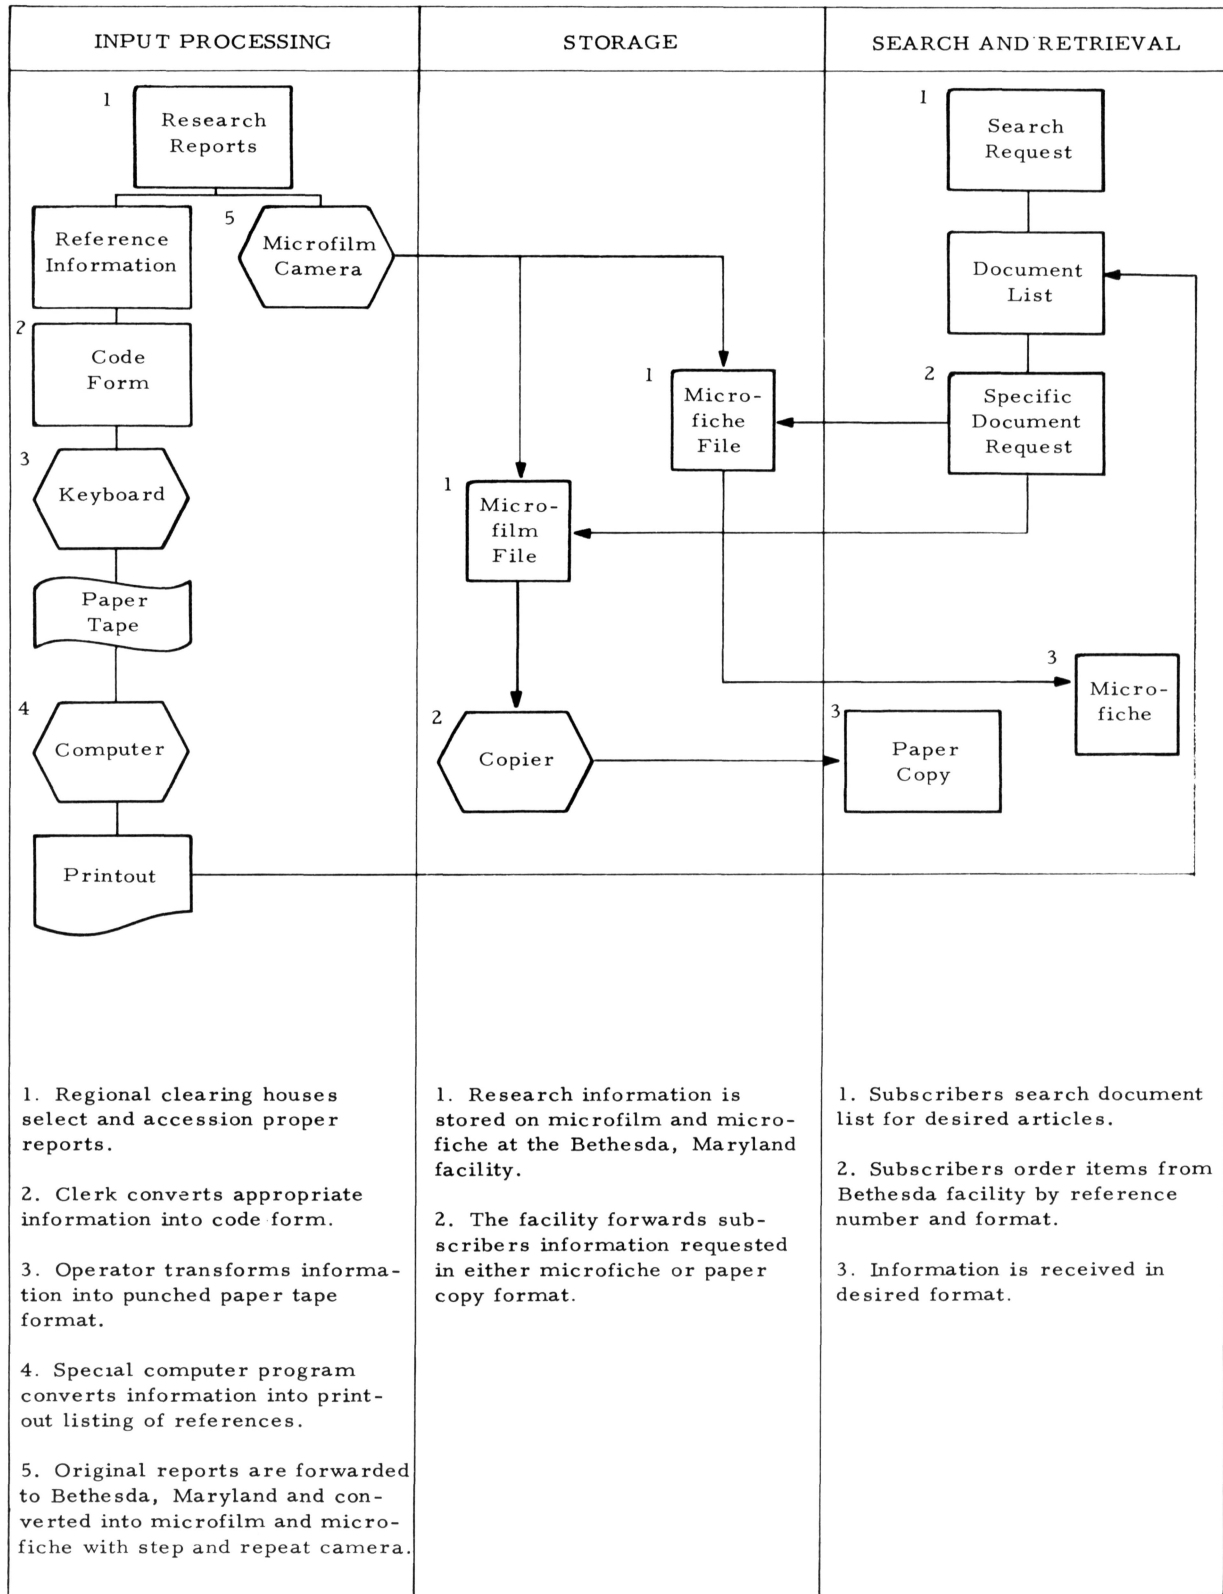 INPUT PROCESSING
STORAGE
SEARCH AND RETRIEVAL
1
Research
Reports
Reference
Information
5
Microfilm
Camera
2
Code
Form
3
Keyboard
Paper
Tape
4
Computer
Printout
1
Micro-
fiche
File
1
Micro-
film
File
2
Copier
1
Search
Request
Document
List
2
Specific
Document
Request
3
Micro-
fiche
3
Paper
Copy
1. Regional clearing houses
select and accession proper
reports.
2. Clerk converts appropriate
information into code form.
3. Operator transforms informa-
tion into punched paper tape
format.
4. Special computer program
converts information into print-
out listing of references.
5. Original reports are forwarded
to Bethesda, Maryland and con-
verted into microfilm and micro-
fiche with step and repeat camera.
1. Research information is
stored on microfilm and micro-
fiche at the Bethesda, Maryland
facility.
2. The facility forwards sub-
scribers information requested
in either microfiche or paper
copy format.
1. Subscribers search document
list for desired articles.
2. Subscribers order items from
Bethesda facility by reference
number and format.
3. Information is received in
desired format.